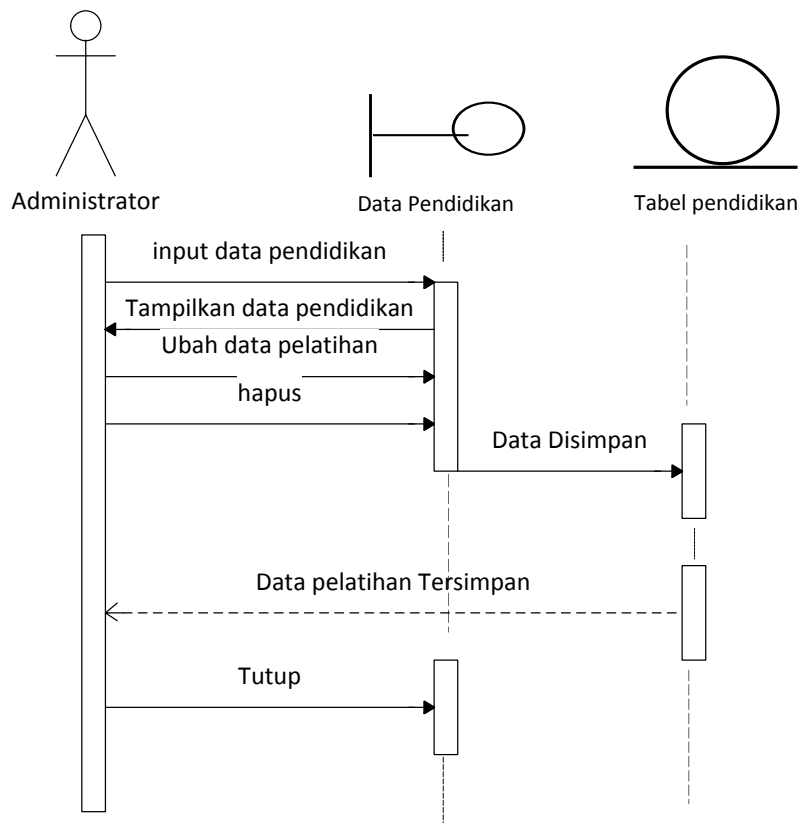 Administrator
Data Pendidikan
Tabel pendidikan
input data pendidikan
Tampilkan data pendidikan
Ubah data pelatihan
hapus
Data Disimpan
Data pelatihan Tersimpan
Tutup